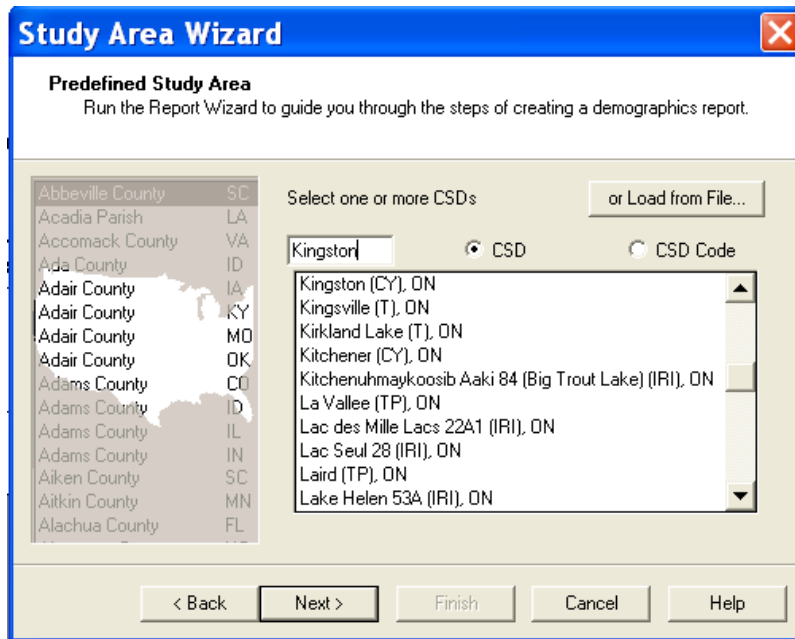 Study Area Wizard
Predefined Study Area
Run the Report Wizard to guide you through the steps of creating a demographics report.
Abbeville County SC
Acadia Parish LA
Accomack County VA
Ada County ID
Adair County IA
Adair County KY
Adair County MO
Adair County OK
Adams County CO
Adams County ID
Adams County IL
Adams County IN
Aiken County SC
Aitkin County MN
Alachua County FL
Select one or more CSDs
or Load from File...
Kingston
CSD
CSD Code
Kingston (CY), ON
Kingsville (T), ON
Kirkland Lake (T), ON
Kitchener (CY), ON
Kitchenuhmaykoosib Aaki 84 (Big Trout Lake) (IRI), ON
La Vallee (TP), ON
Lac des Mille Lacs 22A1 (IRI), ON
Lac Seul 28 (IRI), ON
Laird (TP), ON
Lake Helen 53A (IRI), ON
< Back
Next >
Finish
Cancel
Help